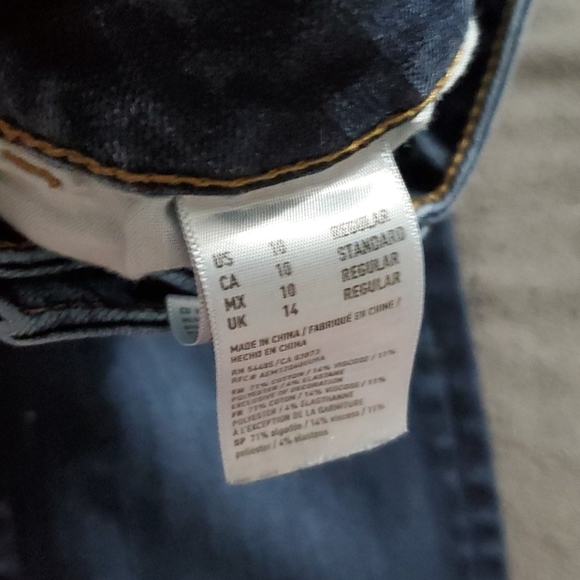 US 10 REGULAR
CA 10 STANDARD
MX 10 REGULAR
UK 14 REGULAR
MADE IN CHINA / FABRIQUÉ EN CHINE /
HECHO EN CHINA
RN 54485 / CA 03073
RFC#
EN 71% COTTON / 14% VISCOSE / 11%
POLYESTER / 4% ELASTANE
EXCLUSIVE OF DECORATION
FR 71% COTON / 14% VISCOSE / 11%
POLYESTER / 4% ÉLASTHANNE
À L'EXCEPTION DE LA GARNITURE
SP 71% algodón / 14% viscosa / 11%
poliester / 4% elastano